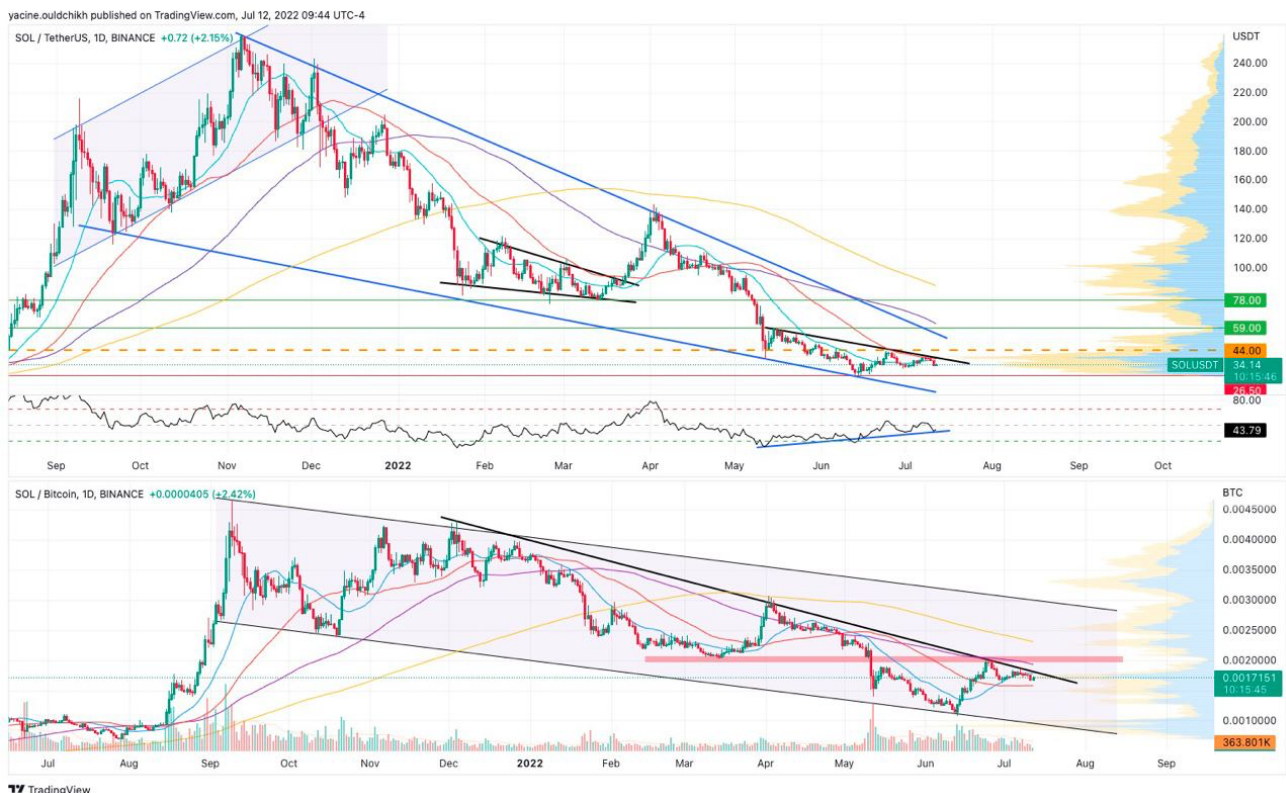 yacine.ouldchikh published on TradingView.com, Jul 12, 2022 09:44 UTC-4
SOL / TetherUS, 1D, BINANCE +0.72 (+2.15%)
USDT
240.00
220.00
200.00
180.00
160.00
140.00
120.00
100.00
78.00
59.00
44.00
SOLUSDT 34.14
10:15:46
26.50
80.00
43.79
Sep Oct Nov Dec 2022 Feb Mar Apr May Jun Jul Aug Sep Oct
SOL / Bitcoin, 1D, BINANCE +0.0000405 (+2.42%)
BTC
0.0045000
0.0040000
0.0035000
0.0030000
0.0025000
0.0020000
0.0017151
10:15:45
0.0010000
363.801K
Jul Aug Sep Oct Nov Dec 2022 Feb Mar Apr May Jun Jul Aug Sep
TradingView